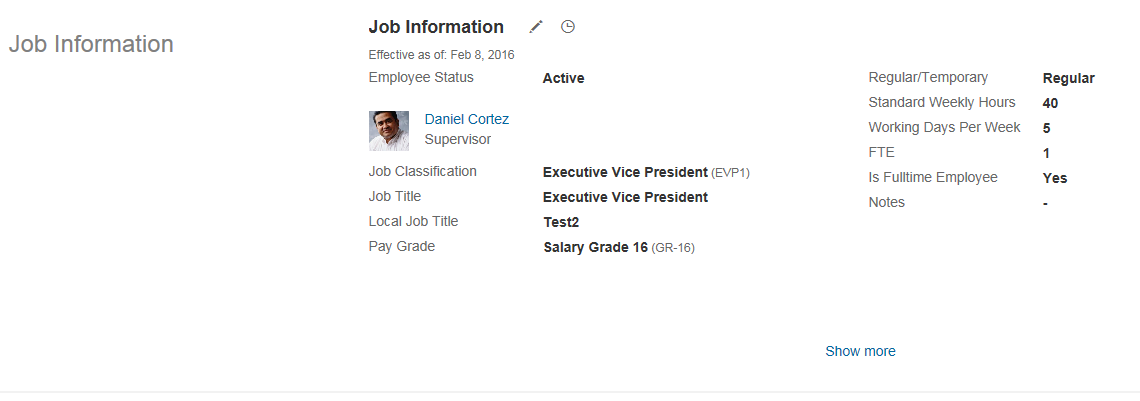 Job Information
Job Information
Effective as of: Feb 8, 2016
Employee Status Active
Daniel Cortez
Supervisor
Job Classification Executive Vice President (EVP1)
Job Title Executive Vice President
Local Job Title Test2
Pay Grade Salary Grade 16 (GR-16)
Regular/Temporary Regular
Standard Weekly Hours 40
Working Days Per Week 5
FTE 1
Is Fulltime Employee Yes
Notes -
Show more